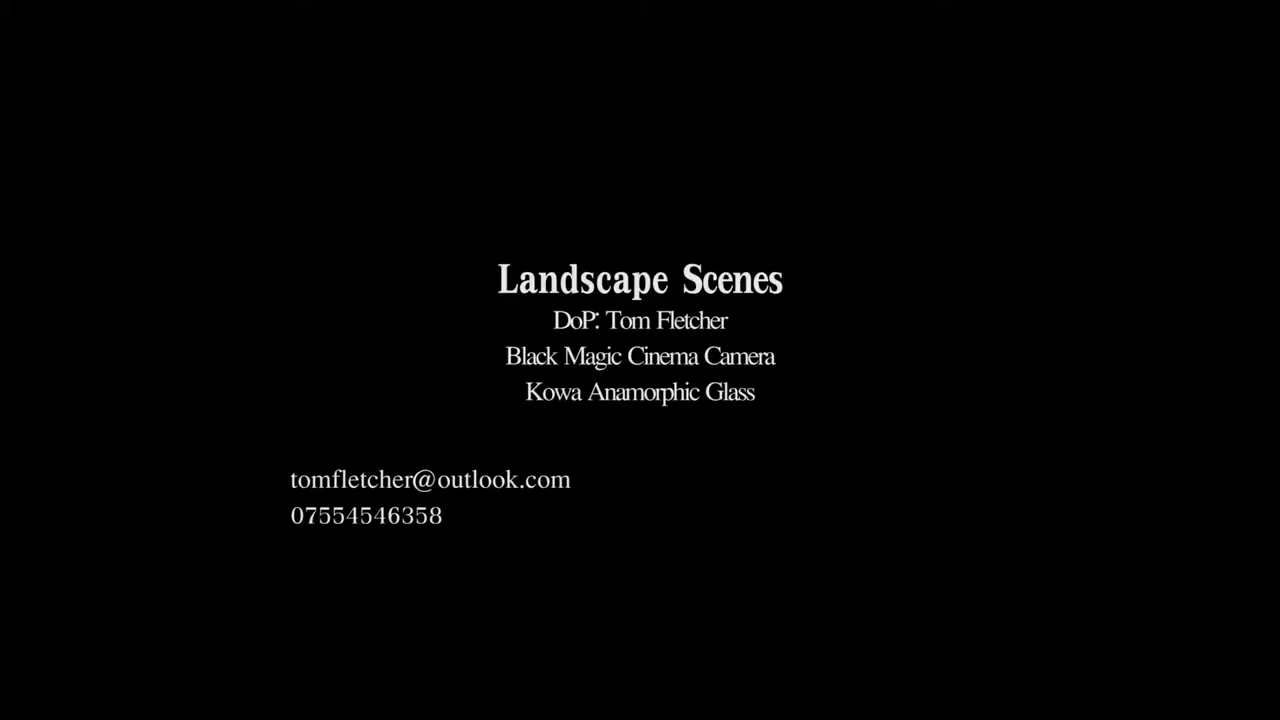 Landscape Scenes
DoP: Tom Fletcher
Black Magic Cinema Camera
Kowa Anamorphic Glass
tomfletcher@outlook.com
07554546358